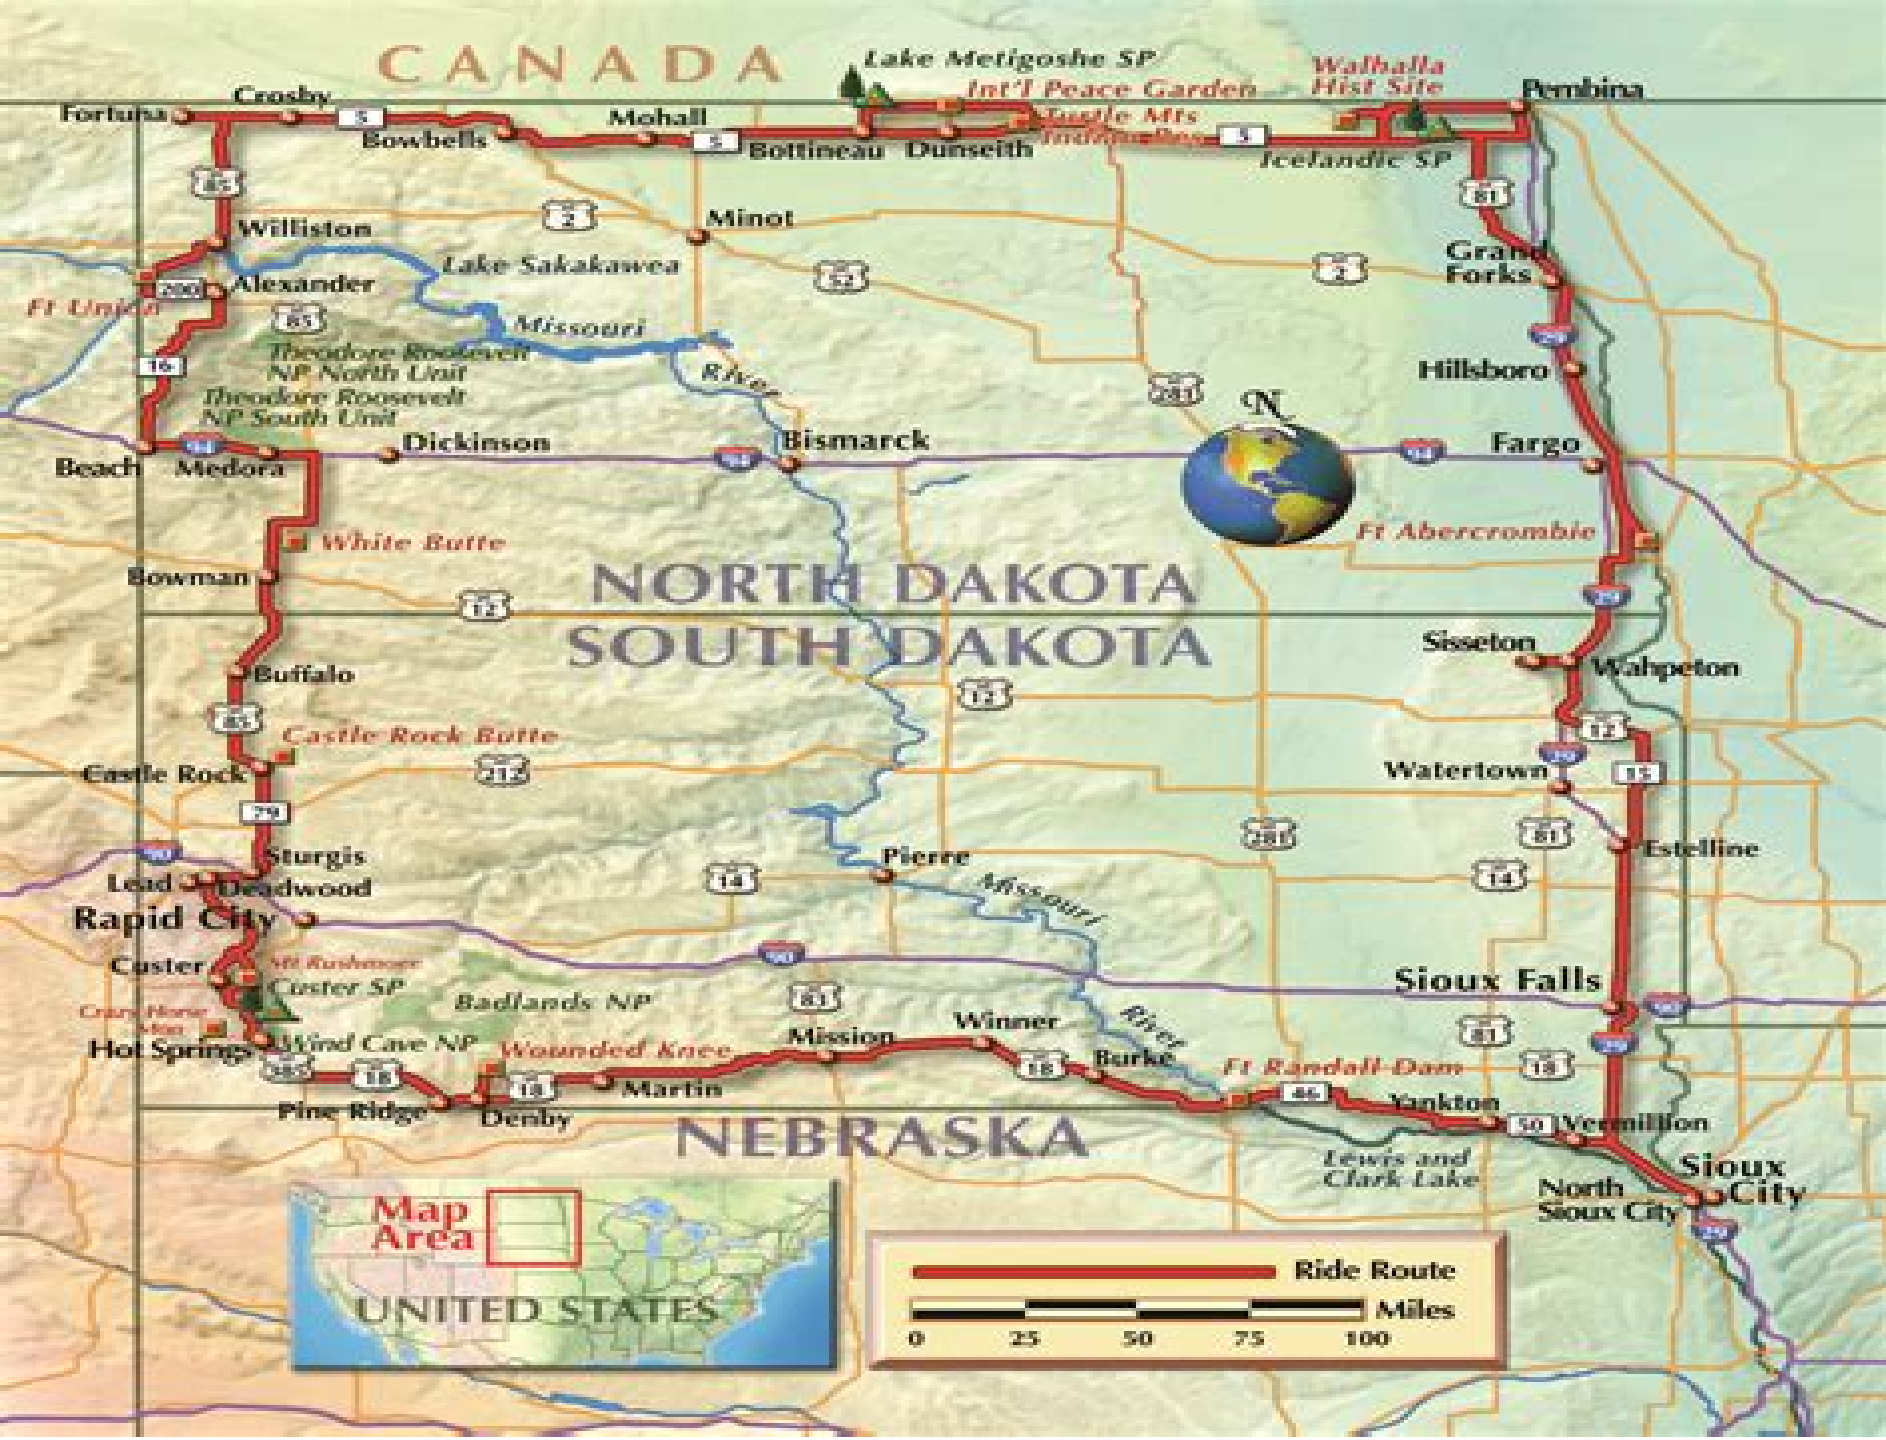 CANADA
Lake Metigoshe SP
Int'l Peace Garden
Walhalla
Hist Site
Pembina
Fortuna
Crosby
5
Bowbells
Mohall
5
Bottineau
Dunseith
Turtle Mts
5
Icelandic SP
85
81
Williston
2
Minot
Grand
Forks
Lake Sakakawea
52
2
200
Alexander
Ft Union
85
Missouri
River
29
Theodore Roosevelt
NP North Unit
16
Hillsboro
Theodore Roosevelt
NP South Unit
281
N
94
Dickinson
94
Bismarck
94
Fargo
Beach
Medora
White Butte
Ft Abercrombie
Bowman
12
NORTH DAKOTA
29
SOUTH DAKOTA
Sisseton
Wahpeton
Buffalo
12
85
12
Castle Rock Butte
29
Castle Rock
212
Watertown
15
79
281
81
Estelline
90
Sturgis
Pierre
Lead
Deadwood
14
Missouri
14
Rapid City
90
Custer
Mt Rushmore
Custer SP
Badlands NP
83
Sioux Falls
90
Crazy Horse
Mon
River
81
29
Hot Springs
Wind Cave NP
Wounded Knee
Mission
Winner
Burke
Ft Randall Dam
18
385
18
18
Martin
18
46
Pine Ridge
Denby
Yankton
50
Vermillion
NEBRASKA
Lewis and
Clark Lake
Sioux
City
North
Sioux City
29
Map
Area
UNITED STATES
Ride Route
Miles
0 25 50 75 100